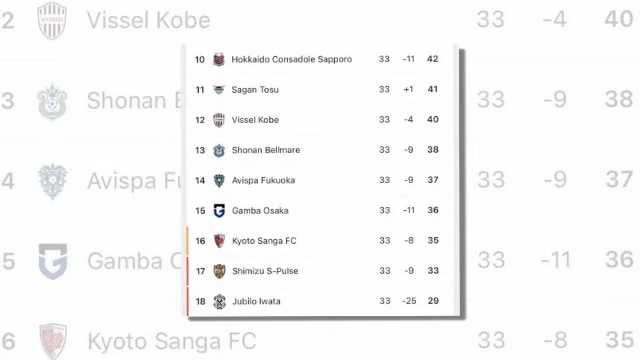 2 Vissel Kobe 33 -4 40
3 Shonan B 33 -9 38
4 Avispa Fu 33 -9 37
5 Gamba O 33 -11 36
6 Kyoto Sanga FC 33 -8 35
10 Hokkaido Consadole Sapporo 33 -11 42
11 Sagan Tosu 33 +1 41
12 Vissel Kobe 33 -4 40
13 Shonan Bellmare 33 -9 38
14 Avispa Fukuoka 33 -9 37
15 Gamba Osaka 33 -11 36
16 Kyoto Sanga FC 33 -8 35
17 Shimizu S-Pulse 33 -9 33
18 Jubilo Iwata 33 -25 29